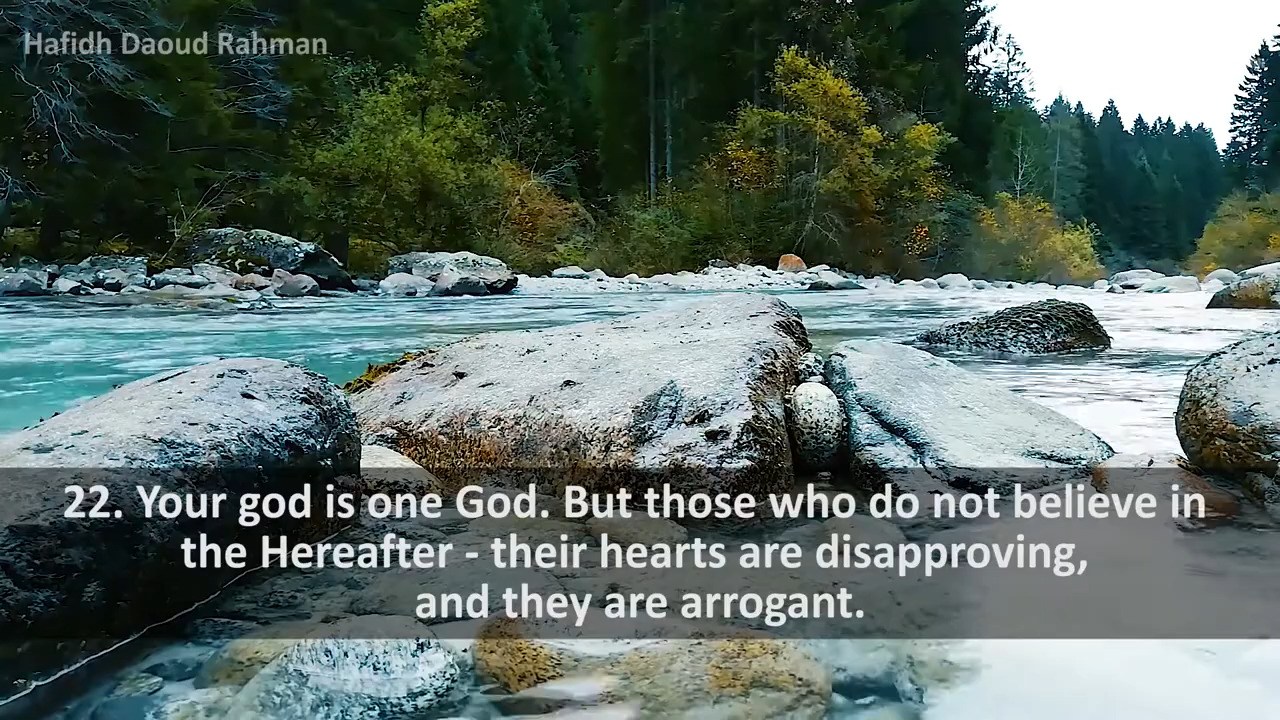 Hafidh Daoud Rahman
22. Your god is one God. But those who do not believe in
the Hereafter - their hearts are disapproving,
and they are arrogant.